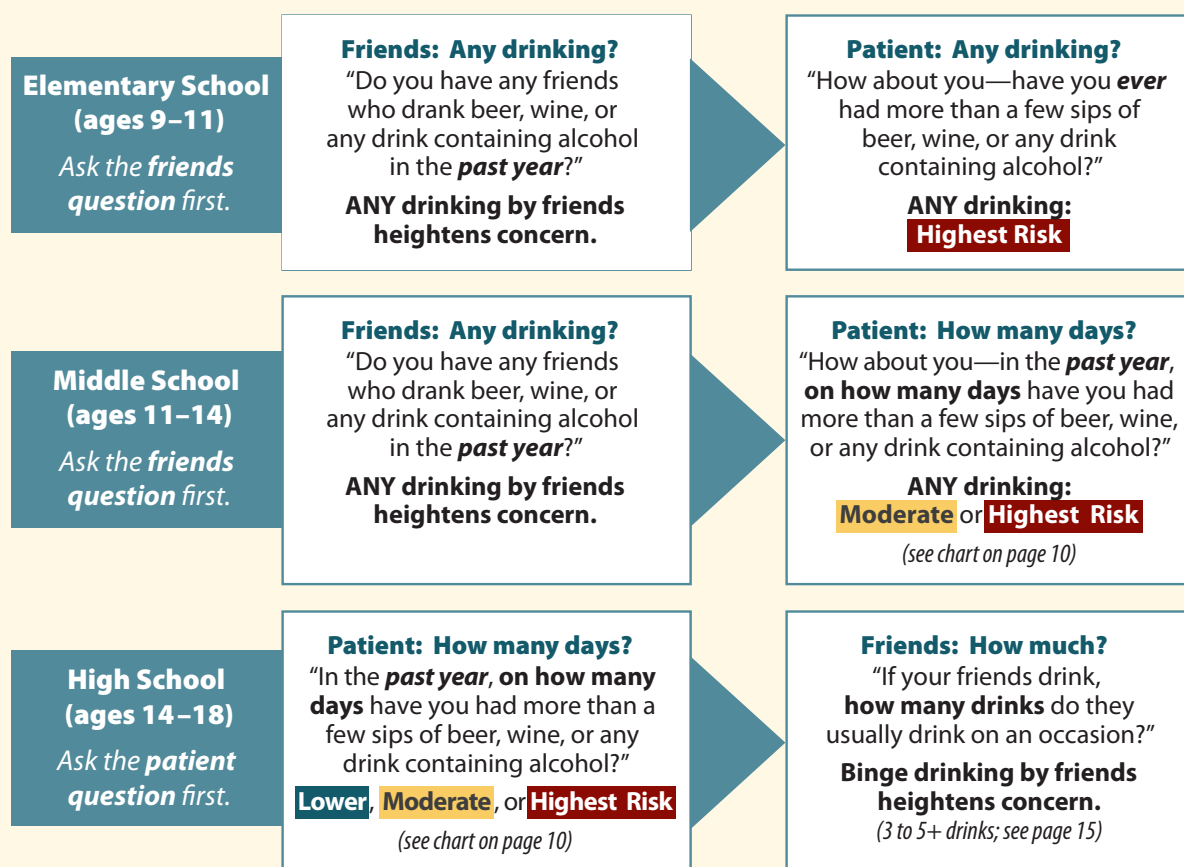 Elementary School
(ages 9–11)
Ask the friends
question first.
Friends: Any drinking?
“Do you have any friends
who drank beer, wine, or
any drink containing alcohol
in the past year?”
ANY drinking by friends
heightens concern.
Patient: Any drinking?
“How about you—have you ever
had more than a few sips of
beer, wine, or any drink
containing alcohol?”
ANY drinking:
Highest Risk
Middle School
(ages 11–14)
Ask the friends
question first.
Friends: Any drinking?
“Do you have any friends
who drank beer, wine, or
any drink containing alcohol
in the past year?”
ANY drinking by friends
heightens concern.
Patient: How many days?
“How about you—in the past year,
on how many days have you had
more than a few sips of beer, wine,
or any drink containing alcohol?”
ANY drinking:
Moderate or Highest Risk
(see chart on page 10)
High School
(ages 14–18)
Ask the patient
question first.
Patient: How many days?
“In the past year, on how many
days have you had more than a
few sips of beer, wine, or any
drink containing alcohol?”
Lower, Moderate, or Highest Risk
(see chart on page 10)
Friends: How much?
“If your friends drink,
how many drinks do they
usually drink on an occasion?”
Binge drinking by friends
heightens concern.
(3 to 5+ drinks; see page 15)